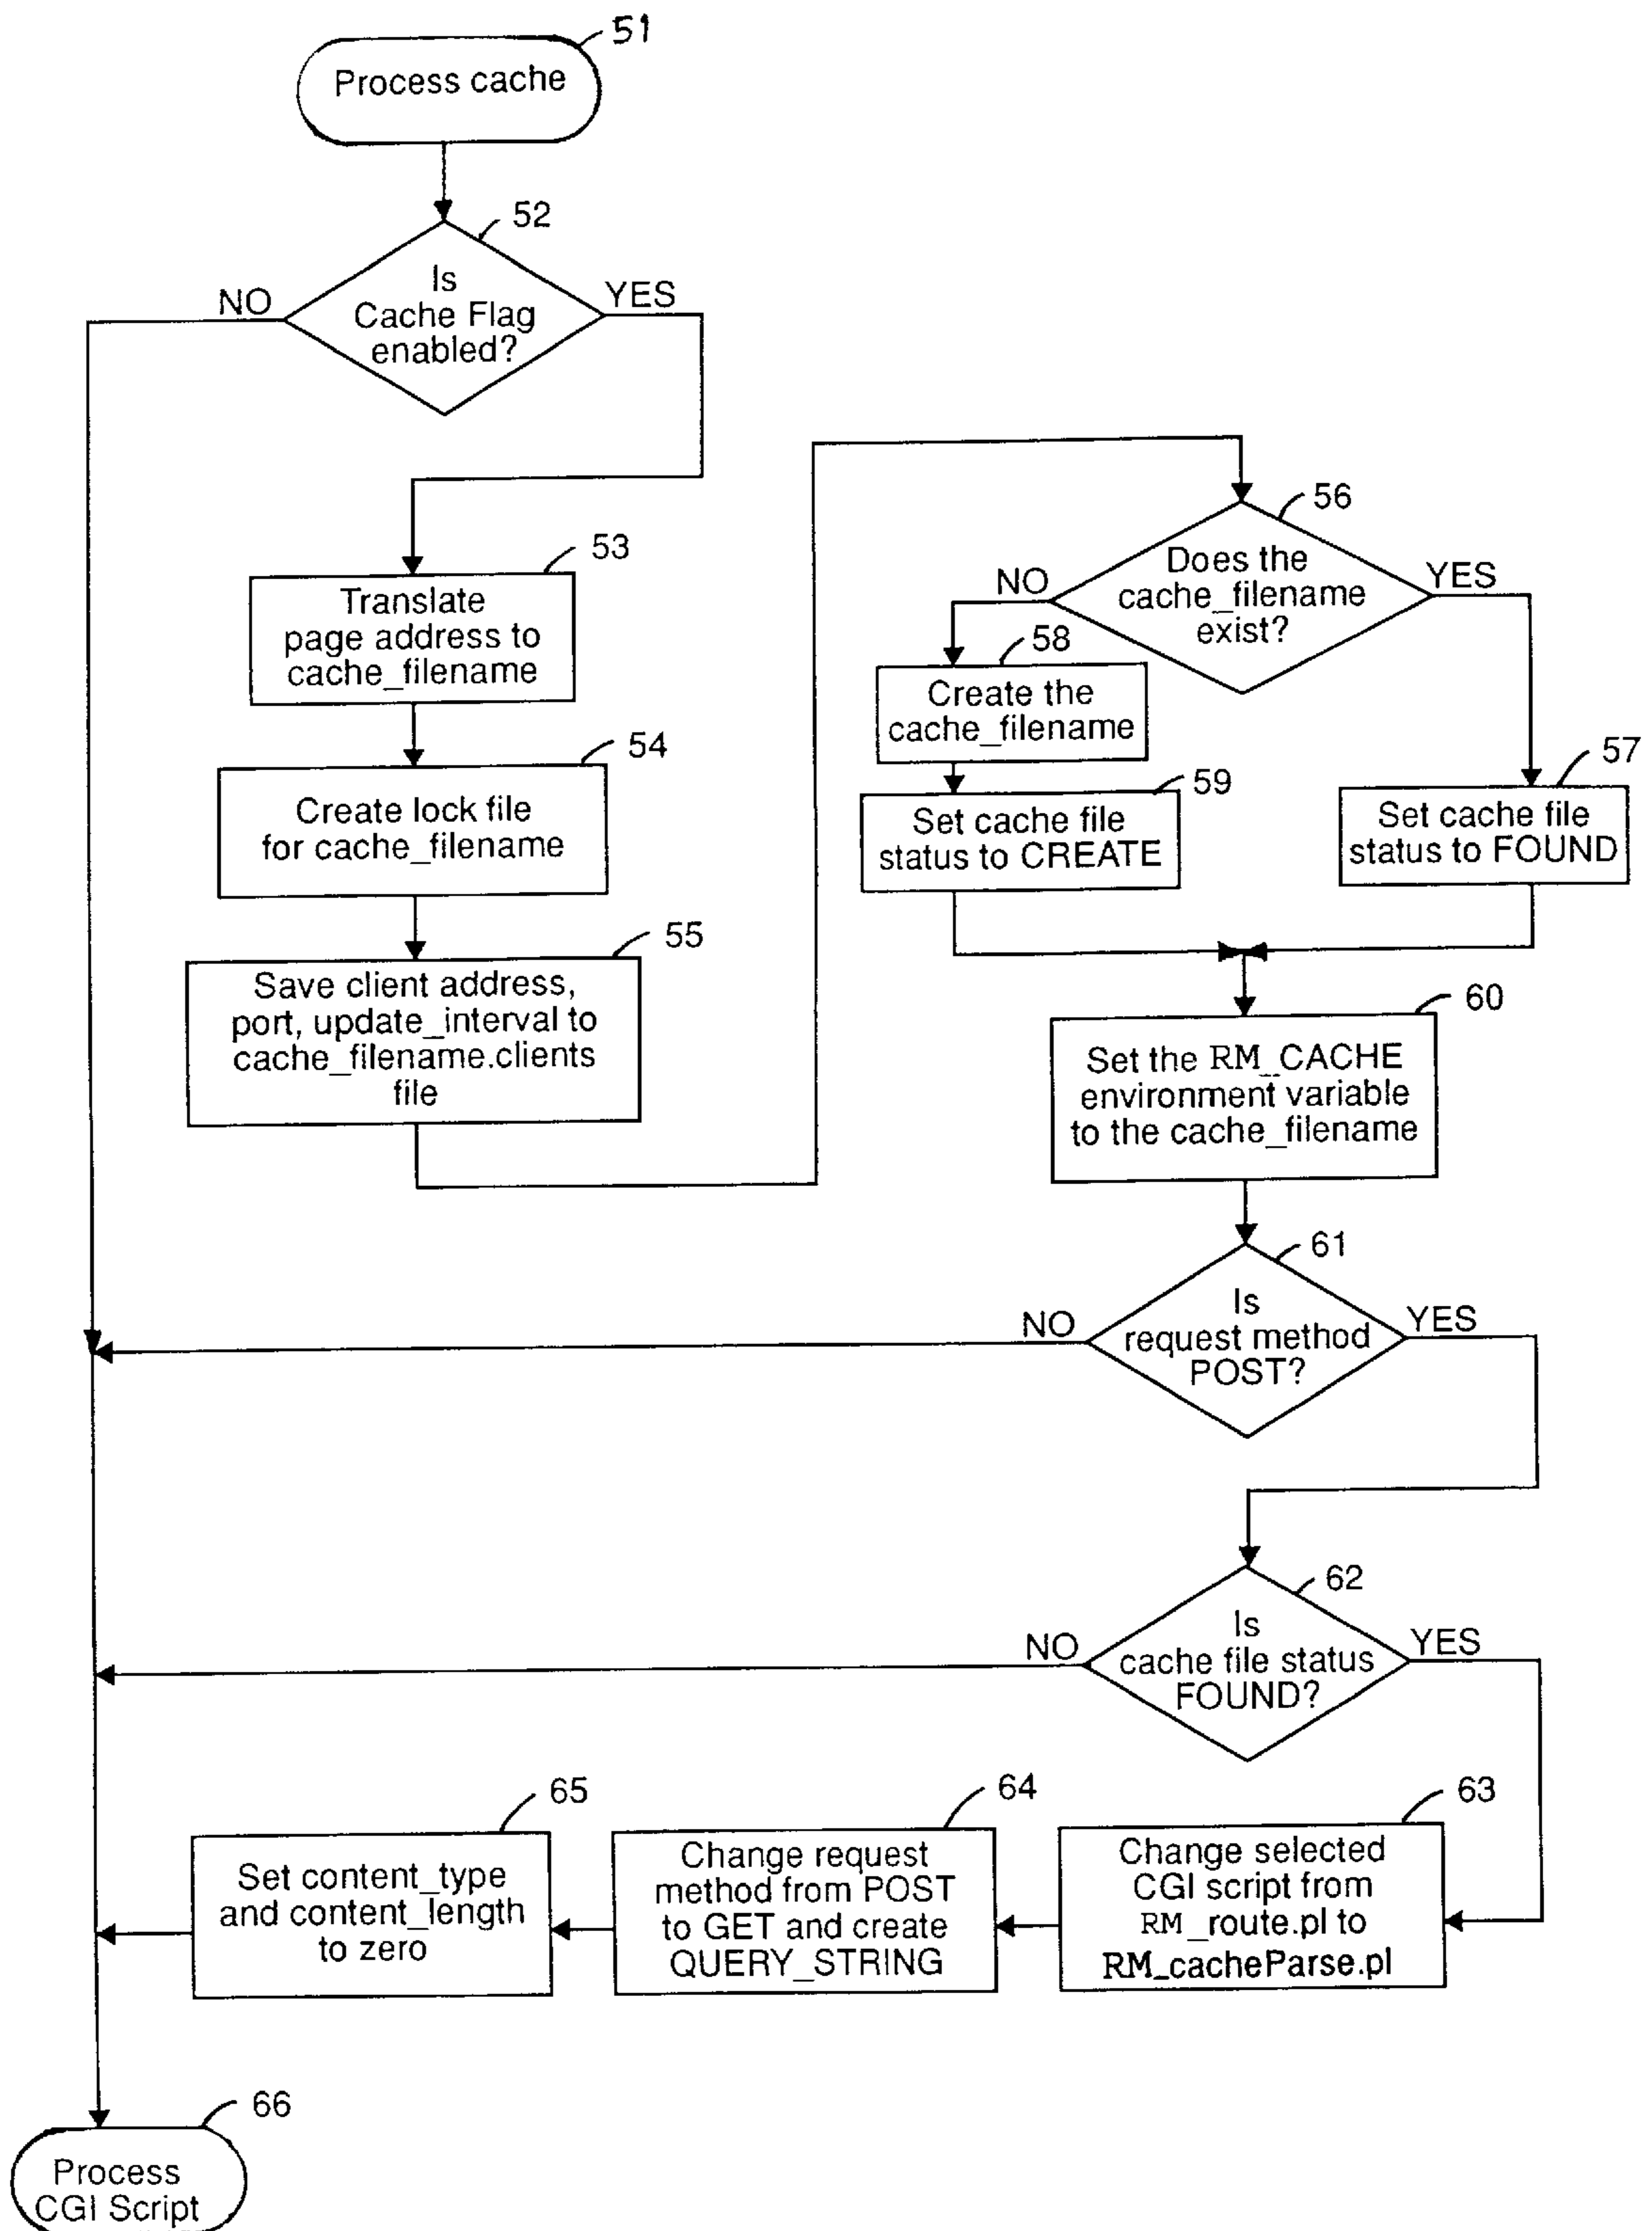 51
Process cache
52
Is
Cache Flag
enabled?
NO
YES
53
Translate
page address to
cache_filename
54
Create lock file
for cache_filename
55
Save client address,
port, update_interval to
cache_filename.clients
file
56
Does the
cache_filename
exist?
NO
YES
58
Create the
cache_filename
59
Set cache file
status to CREATE
57
Set cache file
status to FOUND
60
Set the RM_CACHE
environment variable
to the cache_filename
61
Is
request method
POST?
NO
YES
62
Is
cache file status
FOUND?
NO
YES
63
Change selected
CGI script from
RM_route.pl to
RM_cacheParse.pl
64
Change request
method from POST
to GET and create
QUERY_STRING
65
Set content_type
and content_length
to zero
66
Process
CGI Script